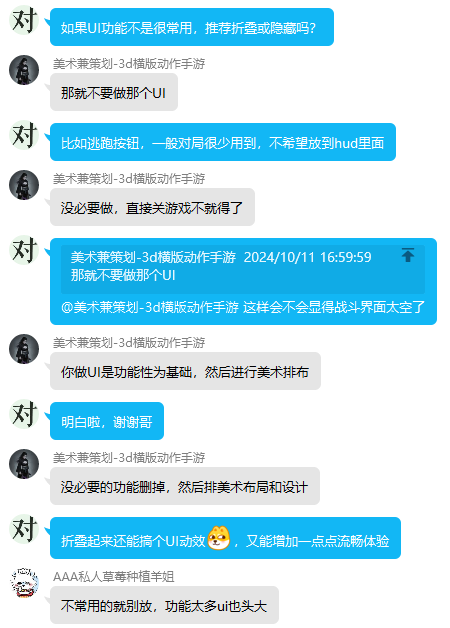 对
如果UI功能不是很常用，推荐折叠或隐藏吗？
美术兼策划-3d横版动作手游
那就不要做那个UI
对
比如逃跑按钮，一般对局很少用到，不希望放到hud里面
美术兼策划-3d横版动作手游
没必要做，直接关游戏不就得了
对
美术兼策划-3d横版动作手游 2024/10/11 16:59:59
那就不要做那个UI
@美术兼策划-3d横版动作手游 这样会不会显得战斗界面太空了
美术兼策划-3d横版动作手游
你做UI是功能性为基础，然后进行美术排布
对
明白啦，谢谢哥
美术兼策划-3d横版动作手游
没必要的功能删掉，然后排美术布局和设计
对
折叠起来还能搞个UI动效，又能增加一点点流畅体验
AAA私人草莓种植羊姐
不常用的就别放，功能太多ui也头大